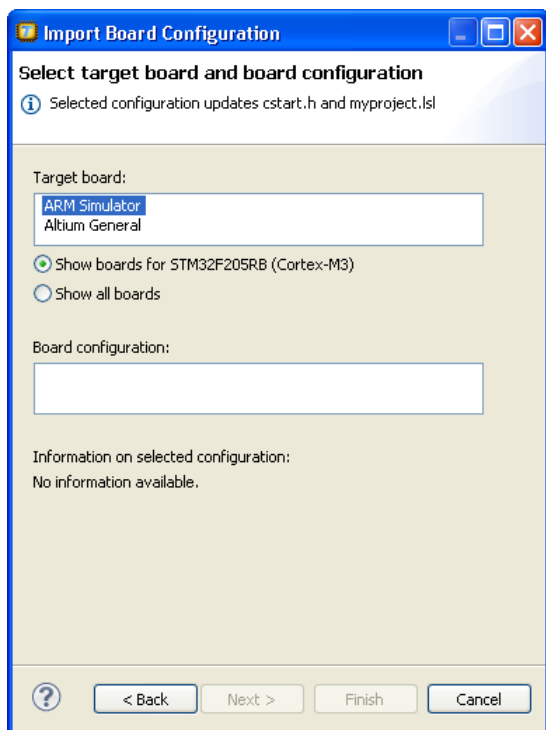 Import Board Configuration
Select target board and board configuration
Selected configuration updates cstart.h and myproject.lsl
Target board:
ARM Simulator
Altium General
Show boards for STM32F205RB (Cortex-M3)
Show all boards
Board configuration:
Information on selected configuration:
No information available.
? < Back Next > Finish Cancel